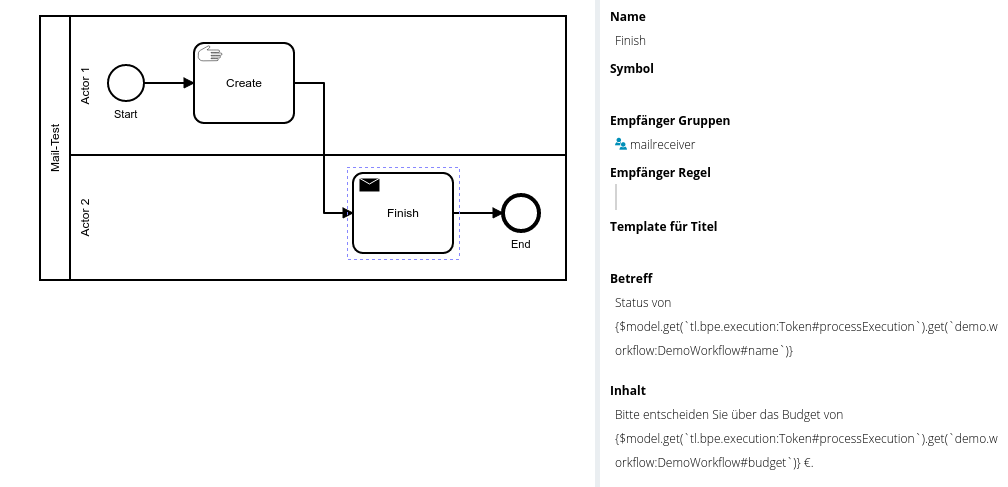 Mail-Test
Actor 1
Start
Create
Actor 2
Finish
End
Name
Finish
Symbol
Empfänger Gruppen
mailreceiver
Empfänger Regel
Template für Titel
Betreff
Status von
{$model.get(`tl.bpe.execution:Token#processExecution`).get(`demo.w
orkflow:DemoWorkflow#name`)}
Inhalt
Bitte entscheiden Sie über das Budget von
{$model.get(`tl.bpe.execution:Token#processExecution`).get(`demo.w
orkflow:DemoWorkflow#budget`)} €.